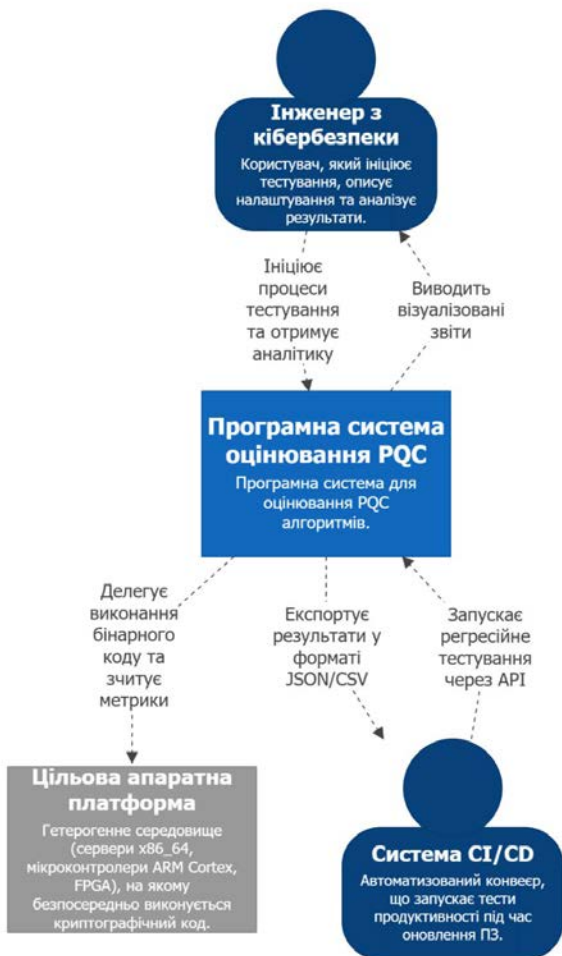 Інженер з
кібербезпеки
Користувач, який ініціює
тестування, описує
налаштування та аналізує
результати.
Ініціює
процеси
тестування
та отримує
аналітику
Виводить
візуалізовані
звіти
Програмна система
оцінювання PQC
Програмна система для
оцінювання PQC
алгоритмів.
Делегує
виконання
бінарного
коду та
зчитує
метрики
Експортує
результати у
форматі
JSON/CSV
Запускає
регресійне
тестування
через API
Цільова апаратна
платформа
Гетерогенне середовище
(сервери x86_64,
мікроконтролери ARM Cortex,
FPGA), на якому
безпосередньо виконується
криптографічний код.
Система CI/CD
Автоматизований конвеєр,
що запускає тести
продуктивності під час
оновлення ПЗ.